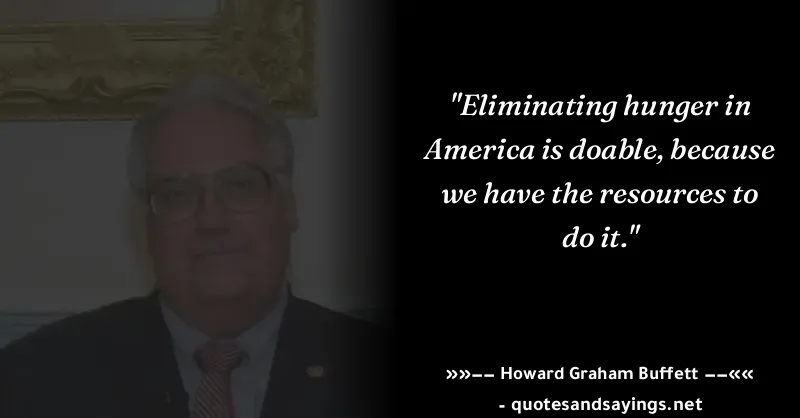 "Eliminating hunger in
America is doable, because
we have the resources to
do it."
»»−− Howard Graham Buffett −−««
- quotesandsayings.net